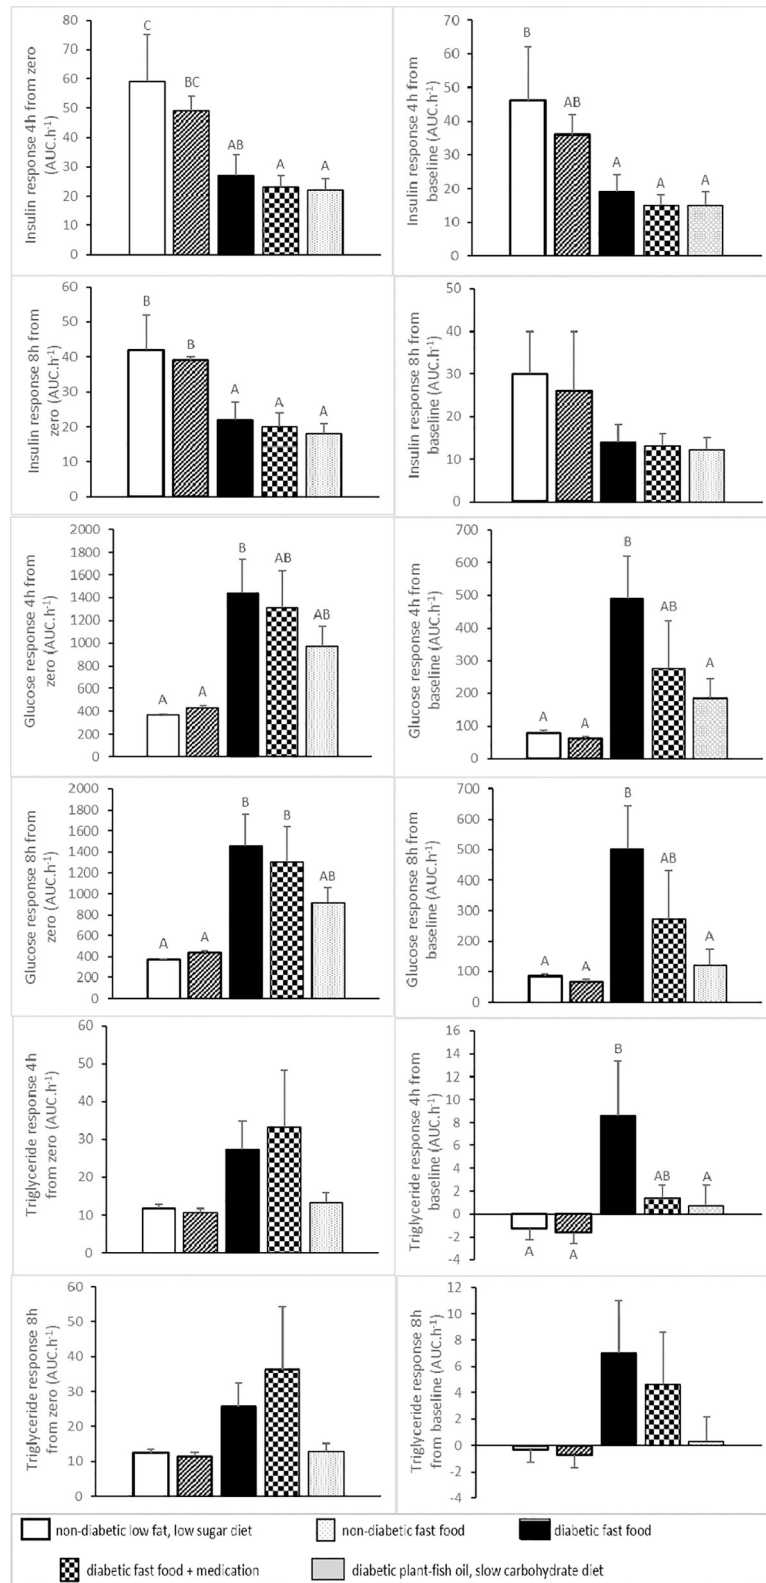 Insulin response 4h from zero
(AUC.h-1)
80
70
60
50
40
30
20
10
0
C
BC
AB
A
A
Insulin response 4h from
baseline (AUC.h-1)
70
60
50
40
30
20
10
0
B
AB
A
A
A
Insulin response 8h from
zero (AUC.h-1)
60
50
40
30
20
10
0
B
B
A
A
A
Insulin response 8h from
baseline (AUC.h-1)
50
40
30
20
10
0
Glucose response 4h from
zero (AUC.h-1)
2000
1800
1600
1400
1200
1000
800
600
400
200
0
A
A
B
AB
AB
Glucose response 4h from
baseline (AUC.h-1)
700
600
500
400
300
200
100
0
A
A
B
AB
A
Glucose response 8h from
zero (AUC.h-1)
2000
1800
1600
1400
1200
1000
800
600
400
200
0
A
A
B
B
AB
Glucose response 8h from
baseline (AUC.h-1)
700
600
500
400
300
200
100
0
A
A
B
AB
A
Triglyceride response 4h
from zero (AUC.h-1)
60
50
40
30
20
10
0
Triglyceride response 4h from
baseline (AUC.h-1)
16
14
12
10
8
6
4
2
0
-2
-4
A
A
B
AB
A
Triglyceride response 8h
from zero (AUC.h-1)
60
50
40
30
20
10
0
Triglyceride response 8h
from baseline (AUC.h-1)
12
10
8
6
4
2
0
-2
-4
non-diabetic low fat, low sugar diet
non-diabetic fast food
diabetic fast food
diabetic fast food + medication
diabetic plant-fish oil, slow carbohydrate diet